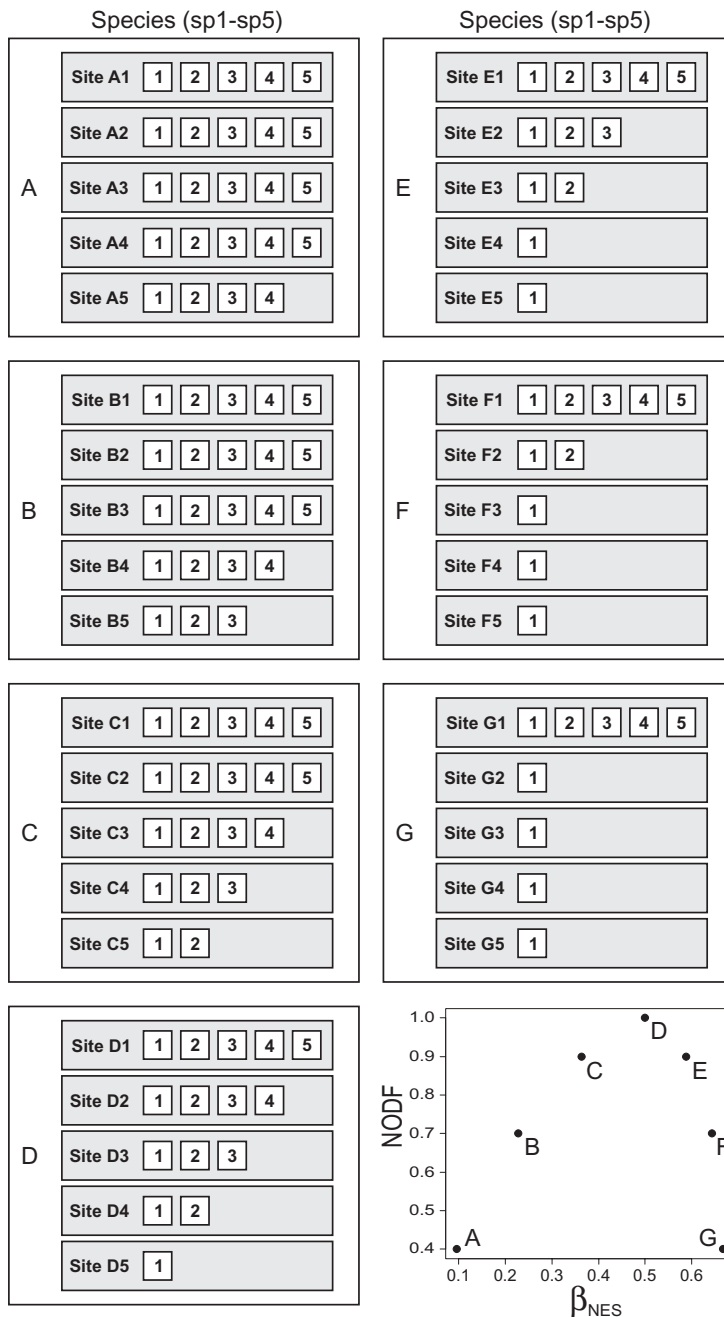 Species (sp1-sp5)
A
Site A1 1 2 3 4 5
Site A2 1 2 3 4 5
Site A3 1 2 3 4 5
Site A4 1 2 3 4 5
Site A5 1 2 3 4
B
Site B1 1 2 3 4 5
Site B2 1 2 3 4 5
Site B3 1 2 3 4 5
Site B4 1 2 3 4
Site B5 1 2 3
C
Site C1 1 2 3 4 5
Site C2 1 2 3 4 5
Site C3 1 2 3 4
Site C4 1 2 3
Site C5 1 2
D
Site D1 1 2 3 4 5
Site D2 1 2 3 4
Site D3 1 2 3
Site D4 1 2
Site D5 1
Species (sp1-sp5)
E
Site E1 1 2 3 4 5
Site E2 1 2 3
Site E3 1 2
Site E4 1
Site E5 1
F
Site F1 1 2 3 4 5
Site F2 1 2
Site F3 1
Site F4 1
Site F5 1
G
Site G1 1 2 3 4 5
Site G2 1
Site G3 1
Site G4 1
Site G5 1
NODF
1.0
0.9
0.8
0.7
0.6
0.5
0.4
A
B
C
D
E
F
G
0.1 0.2 0.3 0.4 0.5 0.6
βNES